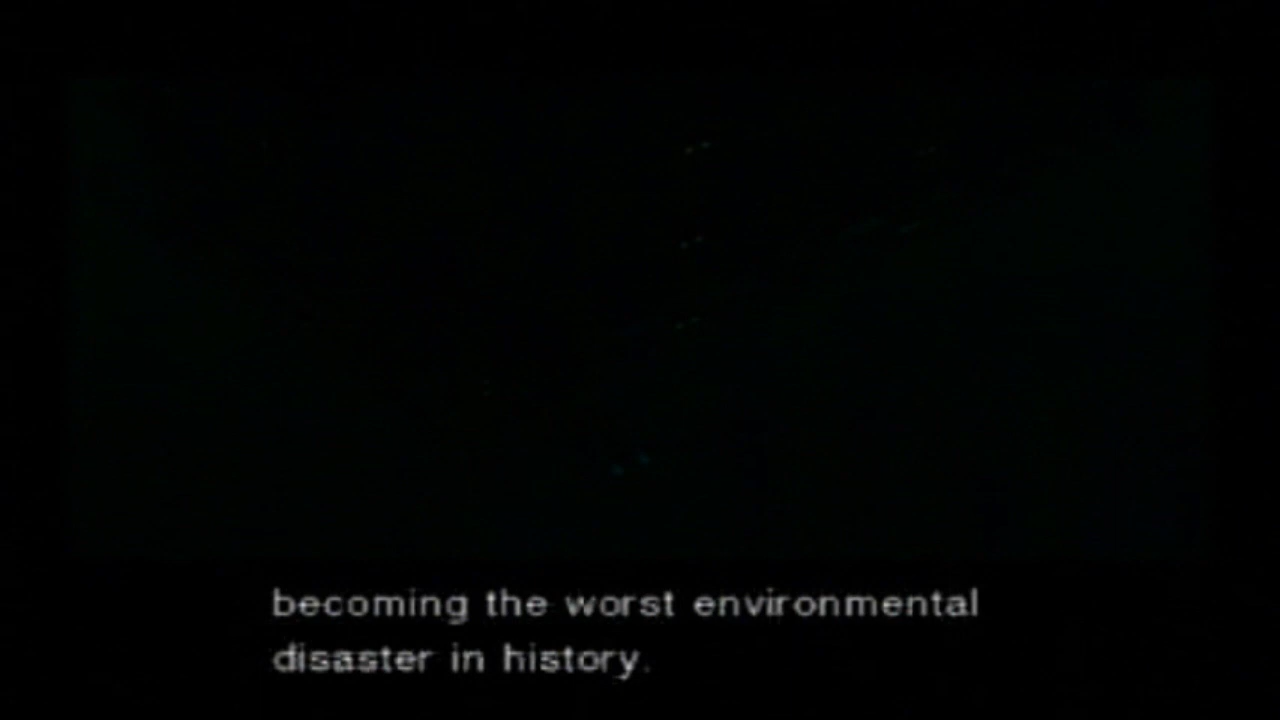 becoming the worst environmental
disaster in history.